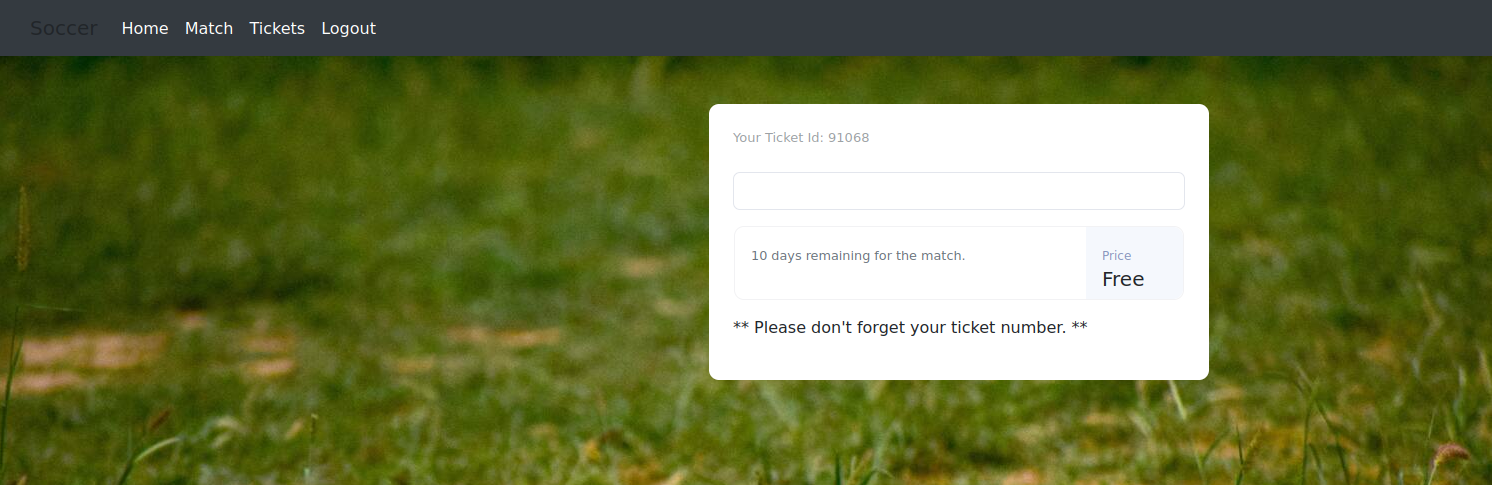 Soccer Home Match Tickets Logout
Your Ticket Id: 91068
10 days remaining for the match.
Price
Free
** Please don't forget your ticket number. **